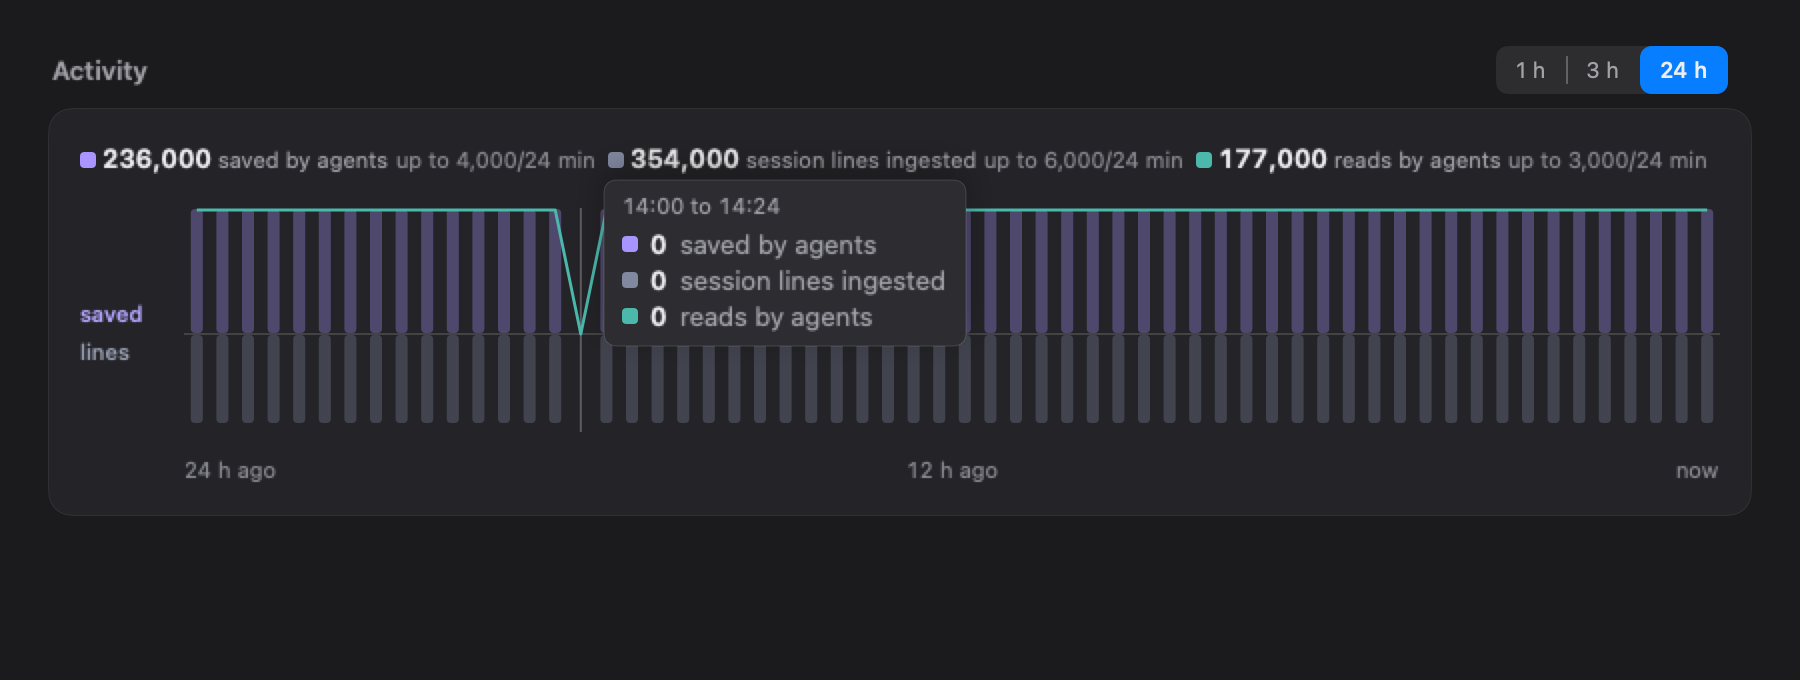 Activity
1 h
3 h
24 h
236,000 saved by agents up to 4,000/24 min
354,000 session lines ingested up to 6,000/24 min
177,000 reads by agents up to 3,000/24 min
14:00 to 14:24
0 saved by agents
0 session lines ingested
0 reads by agents
saved
lines
24 h ago
12 h ago
now